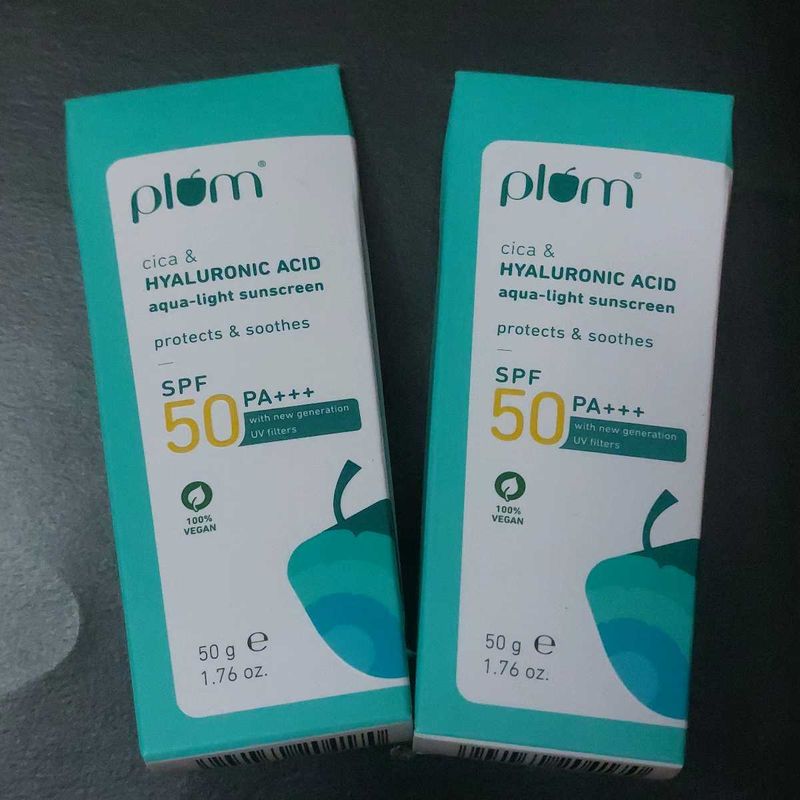 plum®
cica &
HYALURONIC ACID
aqua-light sunscreen
protects & soothes
SPF
50 PA+++
with new generation
UV filters
100%
VEGAN
50 g ℮
1.76 oz.
plum®
cica &
HYALURONIC ACID
aqua-light sunscreen
protects & soothes
SPF
50 PA+++
with new generation
UV filters
100%
VEGAN
50 g ℮
1.76 oz.